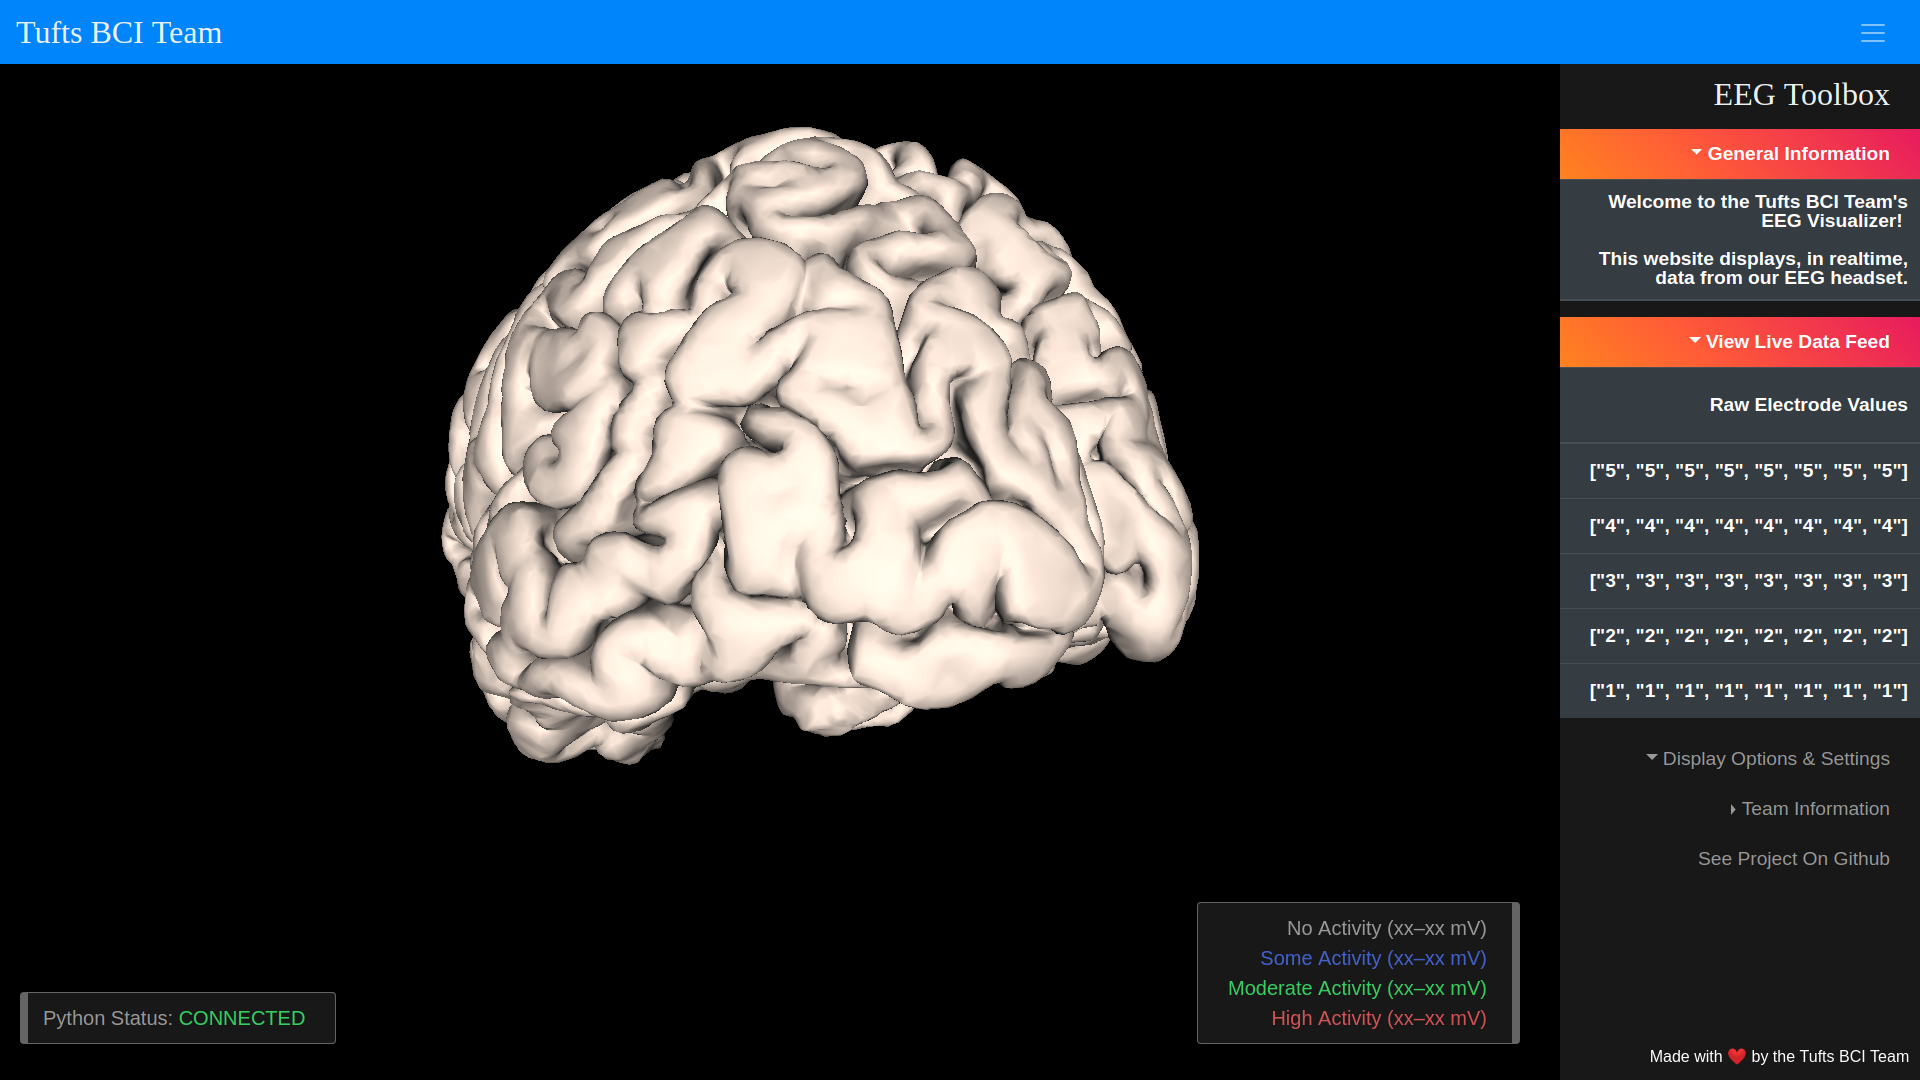 Tufts BCI Team
EEG Toolbox
General Information
Welcome to the Tufts BCI Team's
EEG Visualizer!
This website displays, in realtime,
data from our EEG headset.
View Live Data Feed
Raw Electrode Values
["5", "5", "5", "5", "5", "5", "5", "5"]
["4", "4", "4", "4", "4", "4", "4", "4"]
["3", "3", "3", "3", "3", "3", "3", "3"]
["2", "2", "2", "2", "2", "2", "2", "2"]
["1", "1", "1", "1", "1", "1", "1", "1"]
Display Options & Settings
Team Information
See Project On Github
No Activity (xx–xx mV)
Some Activity (xx–xx mV)
Moderate Activity (xx–xx mV)
High Activity (xx–xx mV)
Python Status: CONNECTED
Made with ❤️ by the Tufts BCI Team